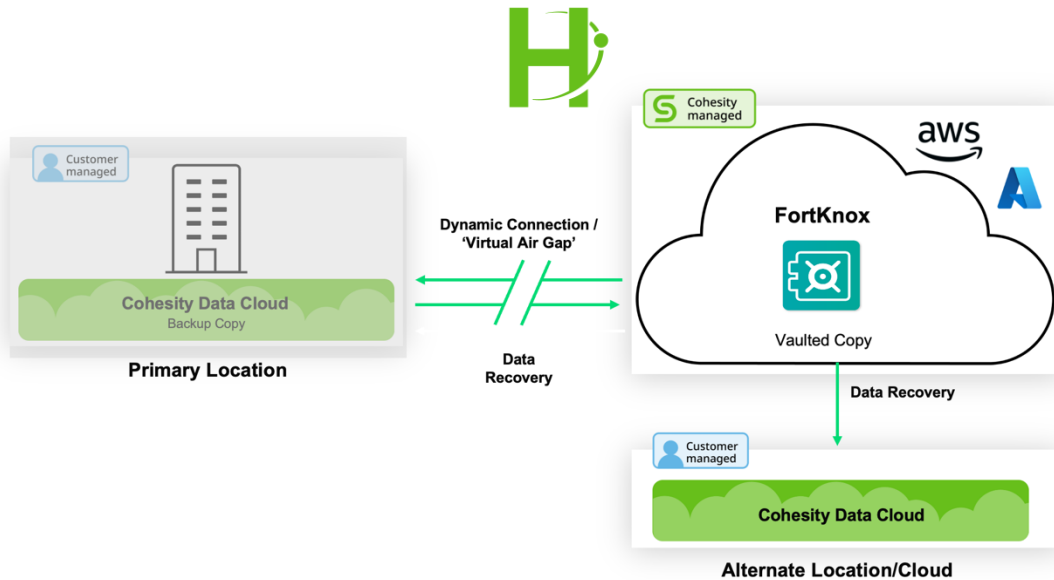 H
Cohesity
managed
aws
Customer
managed
FortKnox
Dynamic Connection /
‘Virtual Air Gap’
Cohesity Data Cloud
Backup Copy
Vaulted Copy
Primary Location
Data
Recovery
Data Recovery
Customer
managed
Cohesity Data Cloud
Alternate Location/Cloud